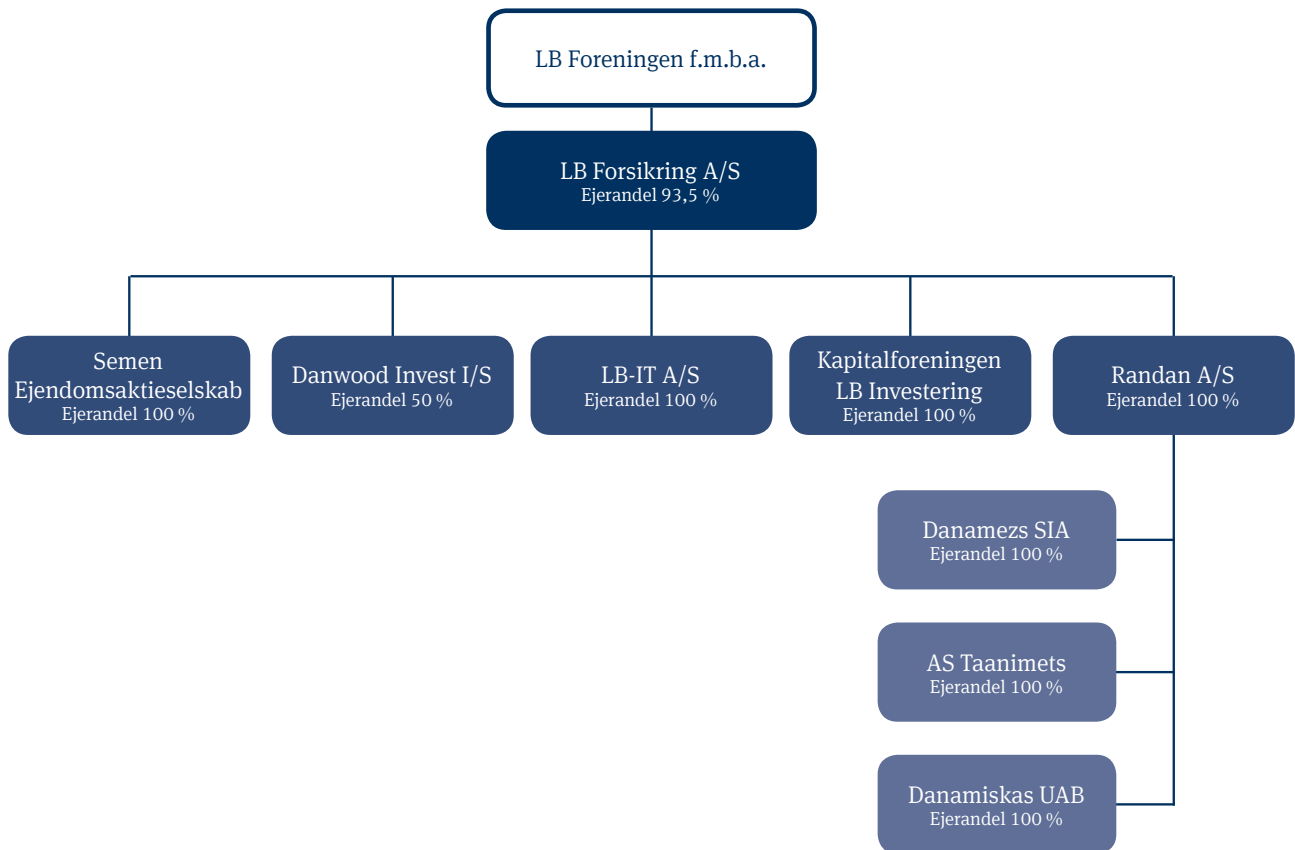 LB Foreningen f.m.b.a.
LB Forsikring A/S
Ejerandel 93,5 %
Semen
Ejendomsaktieselskab
Ejerandel 100 %
Danwood Invest I/S
Ejerandel 50 %
LB-IT A/S
Ejerandel 100 %
Kapitalforeningen
LB Investering
Ejerandel 100 %
Randan A/S
Ejerandel 100 %
Danamezs SIA
Ejerandel 100 %
AS Taanimets
Ejerandel 100 %
Danamiskas UAB
Ejerandel 100 %